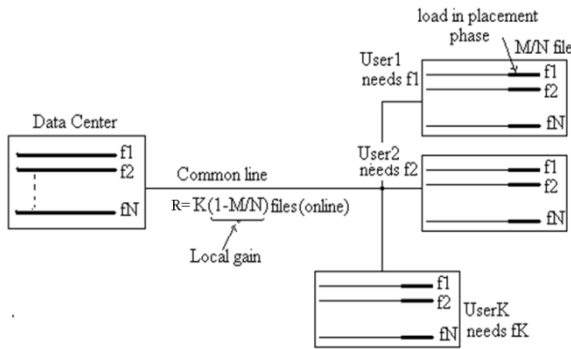 load in placement
phase
M/N file
User1
needs f1
f1
f2
fN
Data Center
f1
f2
fN
Common line
R=K(1-M/N)files(online)
Local gain
User2
needs f2
f1
f2
fN
f1
f2
fN
UserK
needs fK